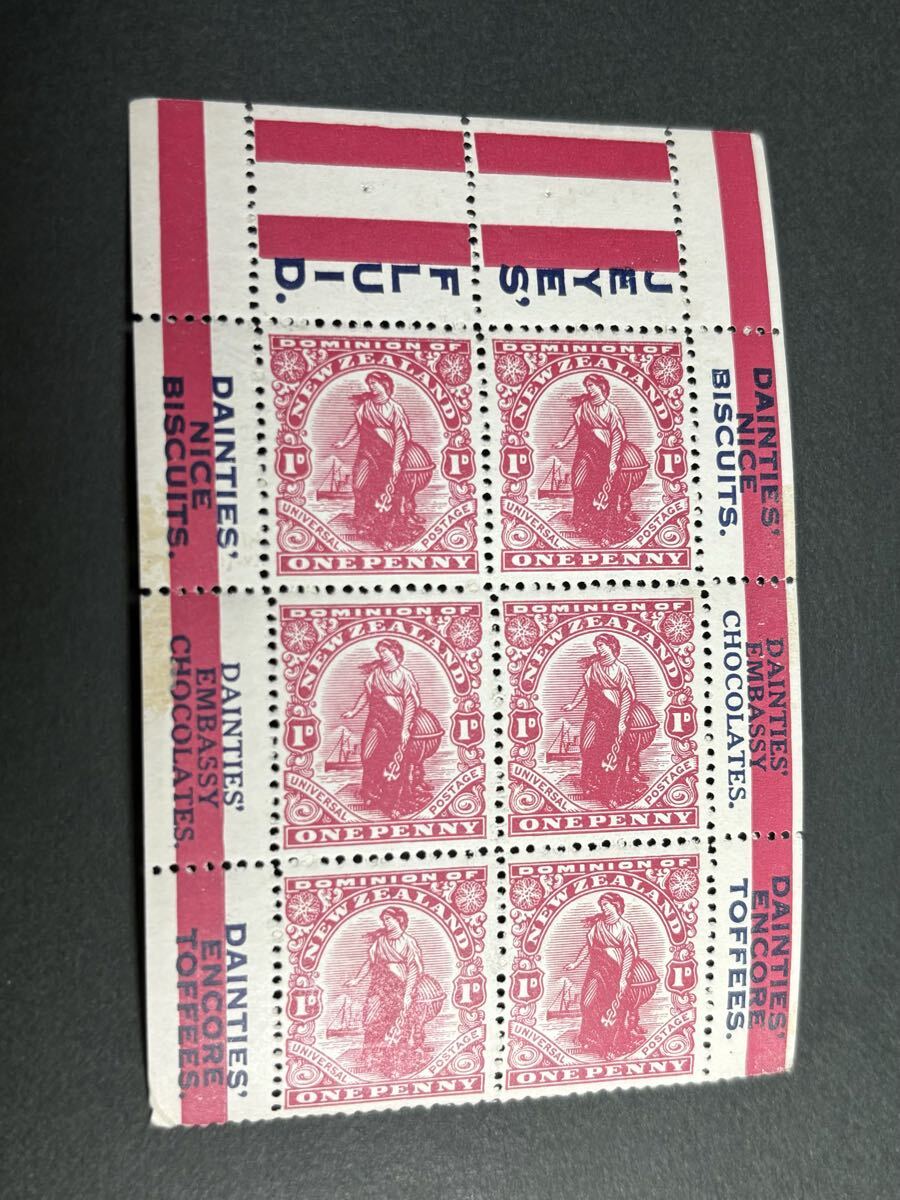 JEYES'
FLUID.
DAINTIES'
NICE
BISCUITS.
DOMINION OF
NEW ZEALAND
1D 1D
UNIVERSAL POSTAGE
ONE PENNY
DOMINION OF
NEW ZEALAND
1D 1D
UNIVERSAL POSTAGE
ONE PENNY
DAINTIES'
NICE
BISCUITS.
DAINTIES'
EMBASSY
CHOCOLATES.
DOMINION OF
NEW ZEALAND
1D 1D
UNIVERSAL POSTAGE
ONE PENNY
DOMINION OF
NEW ZEALAND
1D 1D
UNIVERSAL POSTAGE
ONE PENNY
DAINTIES'
EMBASSY
CHOCOLATES.
DAINTIES'
ENCORE
TOFFEES.
DOMINION OF
NEW ZEALAND
1D 1D
UNIVERSAL POSTAGE
ONE PENNY
DOMINION OF
NEW ZEALAND
1D 1D
UNIVERSAL POSTAGE
ONE PENNY
DAINTIES'
ENCORE
TOFFEES.